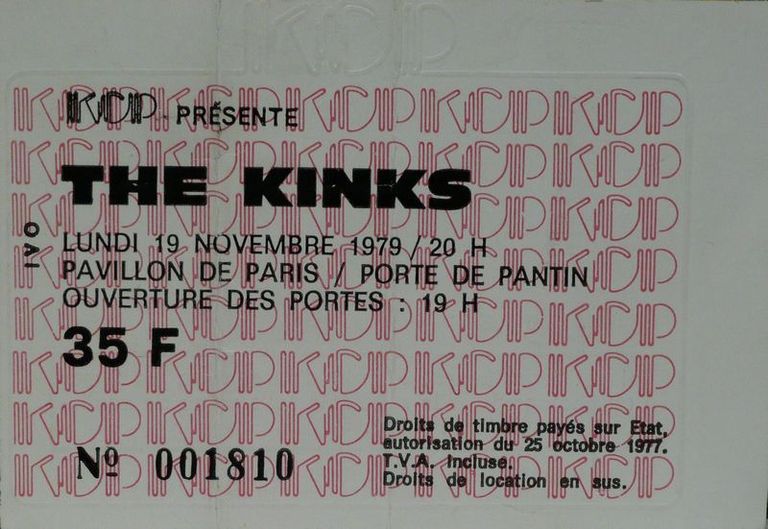 KCP PRÉSENTE
THE KINKS
LUNDI 19 NOVEMBRE 1979 / 20 H
PAVILLON DE PARIS / PORTE DE PANTIN
OUVERTURE DES PORTES : 19 H
35 F
Droits de timbre payés sur Etat,
autorisation du 25 octobre 1977.
T.V.A. Incluse.
Droits de location en sus.
Nº 001810
IVO